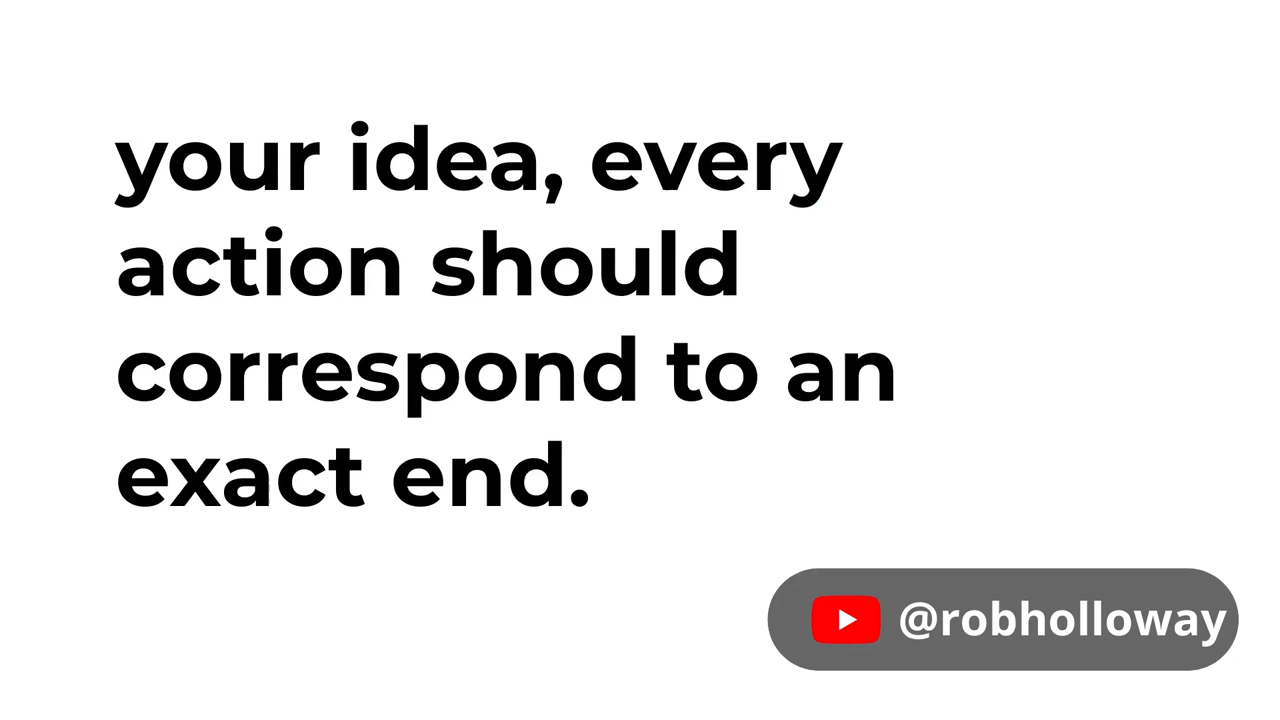 your idea, every
action should
correspond to an
exact end.
@robholloway